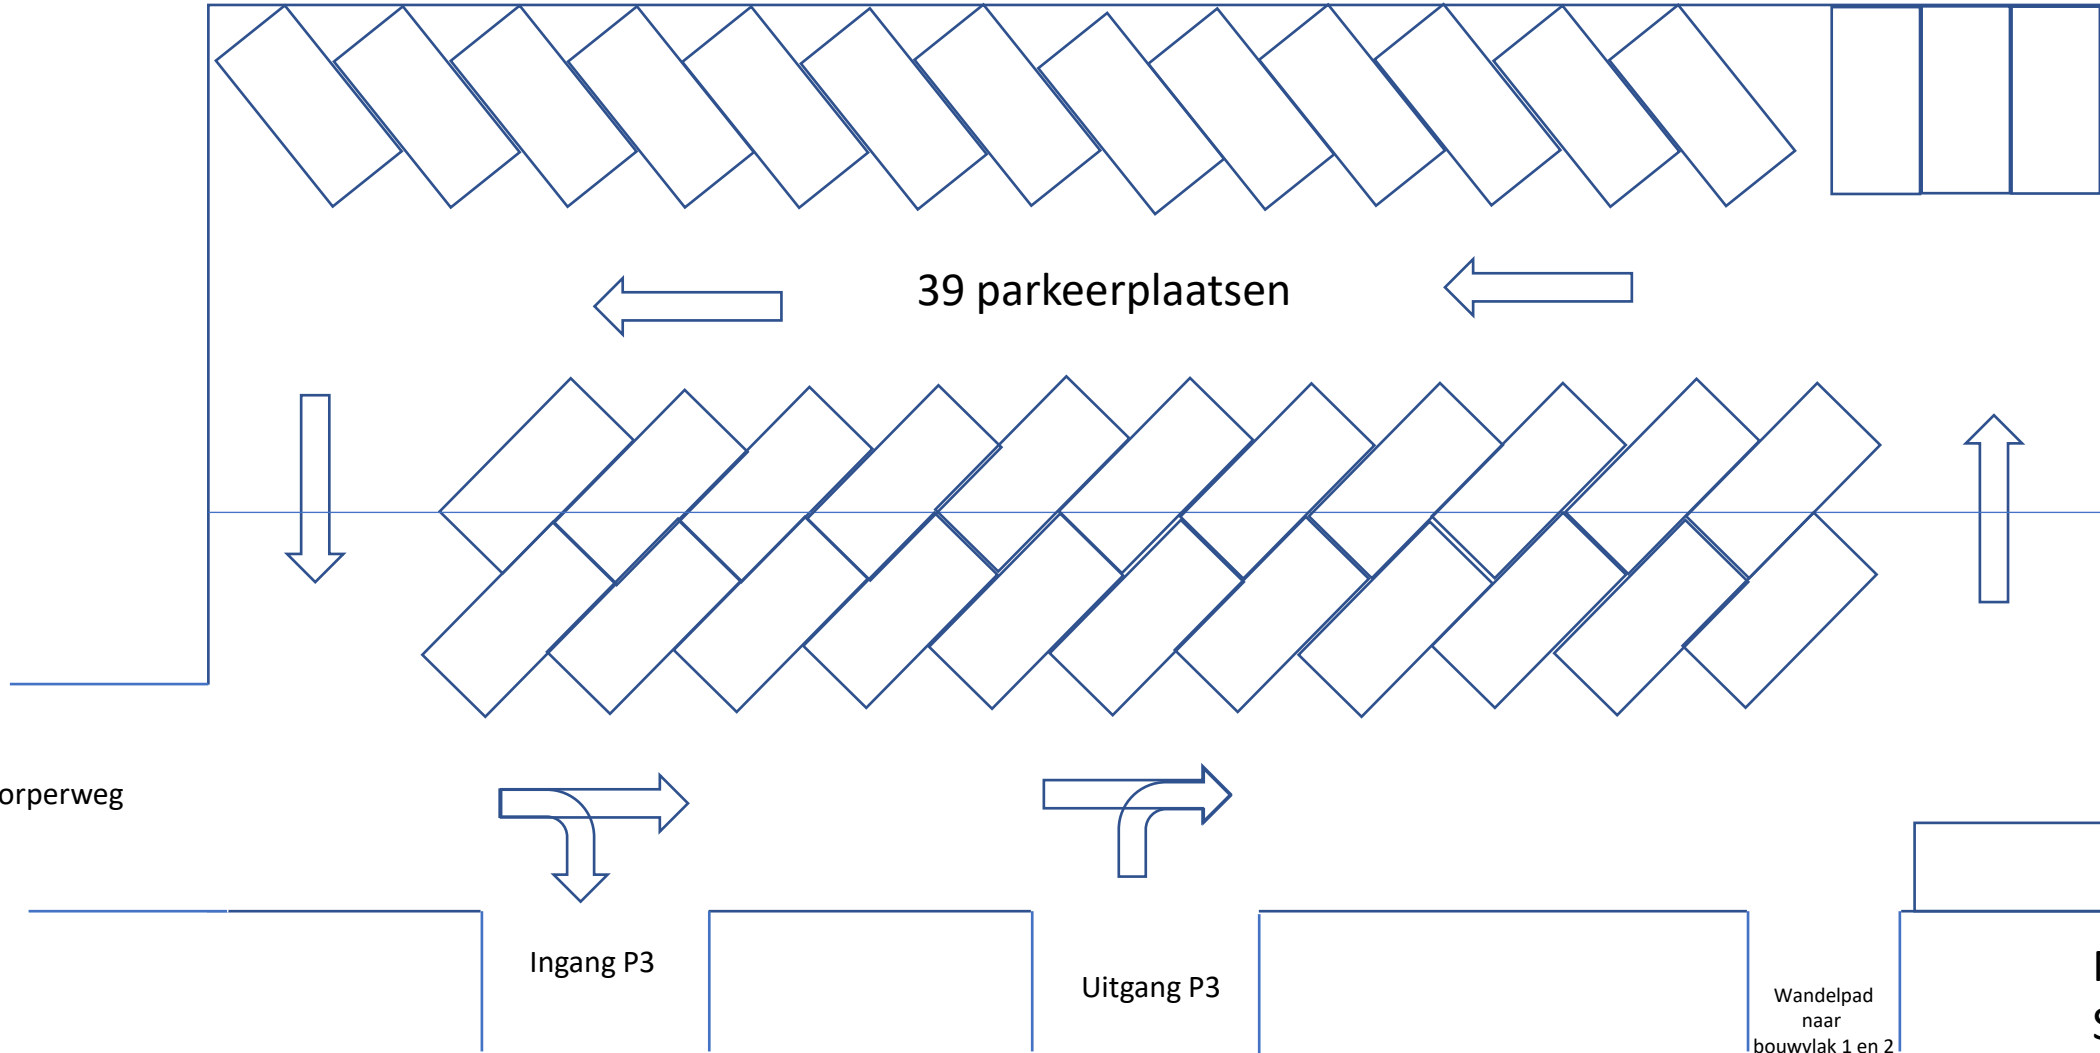 39 parkeerplaatsen
orperweg
Ingang P3
Uitgang P3
Wandelpad
naar
bouwvlak 1 en 2